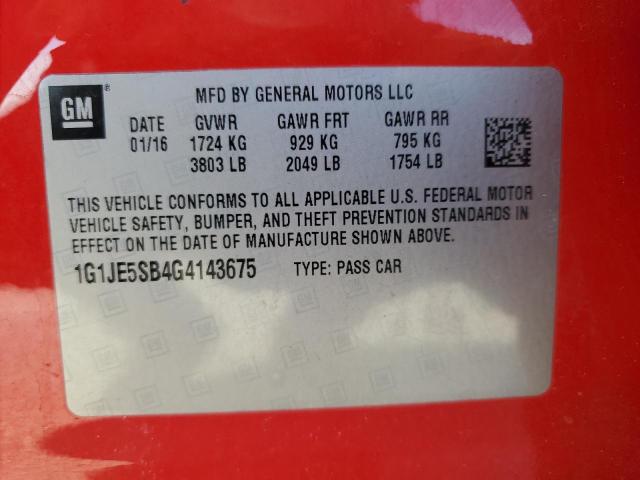 GM®
MFD BY GENERAL MOTORS LLC
DATE GVWR GAWR FRT GAWR RR
01/16 1724 KG 929 KG 795 KG
3803 LB 2049 LB 1754 LB
THIS VEHICLE CONFORMS TO ALL APPLICABLE U.S. FEDERAL MOTOR
VEHICLE SAFETY, BUMPER, AND THEFT PREVENTION STANDARDS IN
EFFECT ON THE DATE OF MANUFACTURE SHOWN ABOVE.
1G1JE5SB4G4143675 TYPE: PASS CAR